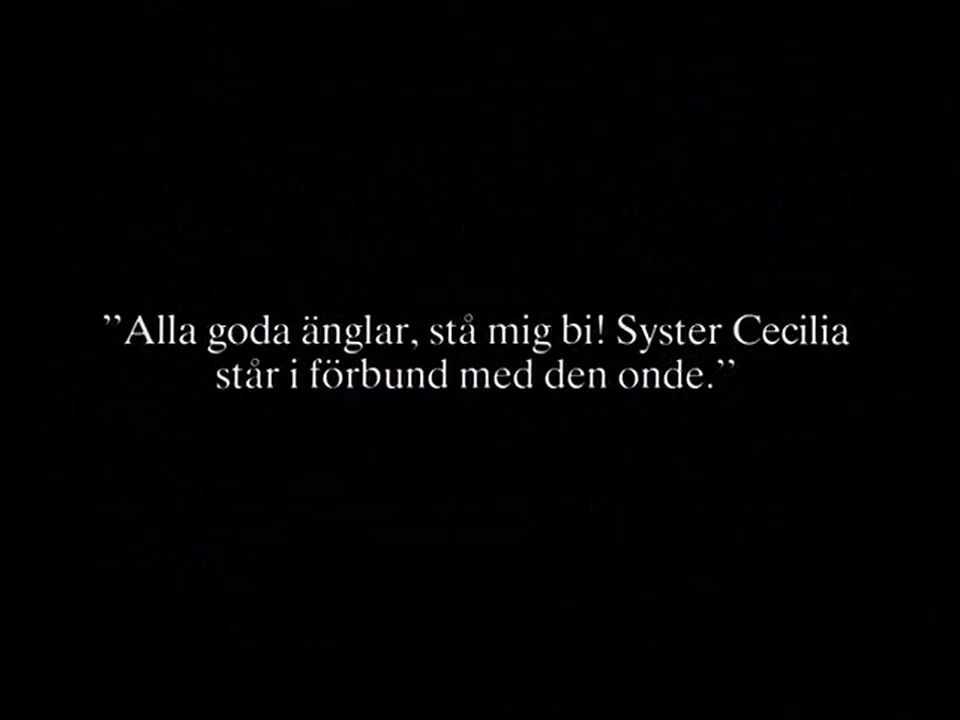 ”Alla goda änglar, stå mig bi! Syster Cecilia
står i förbund med den onde.”